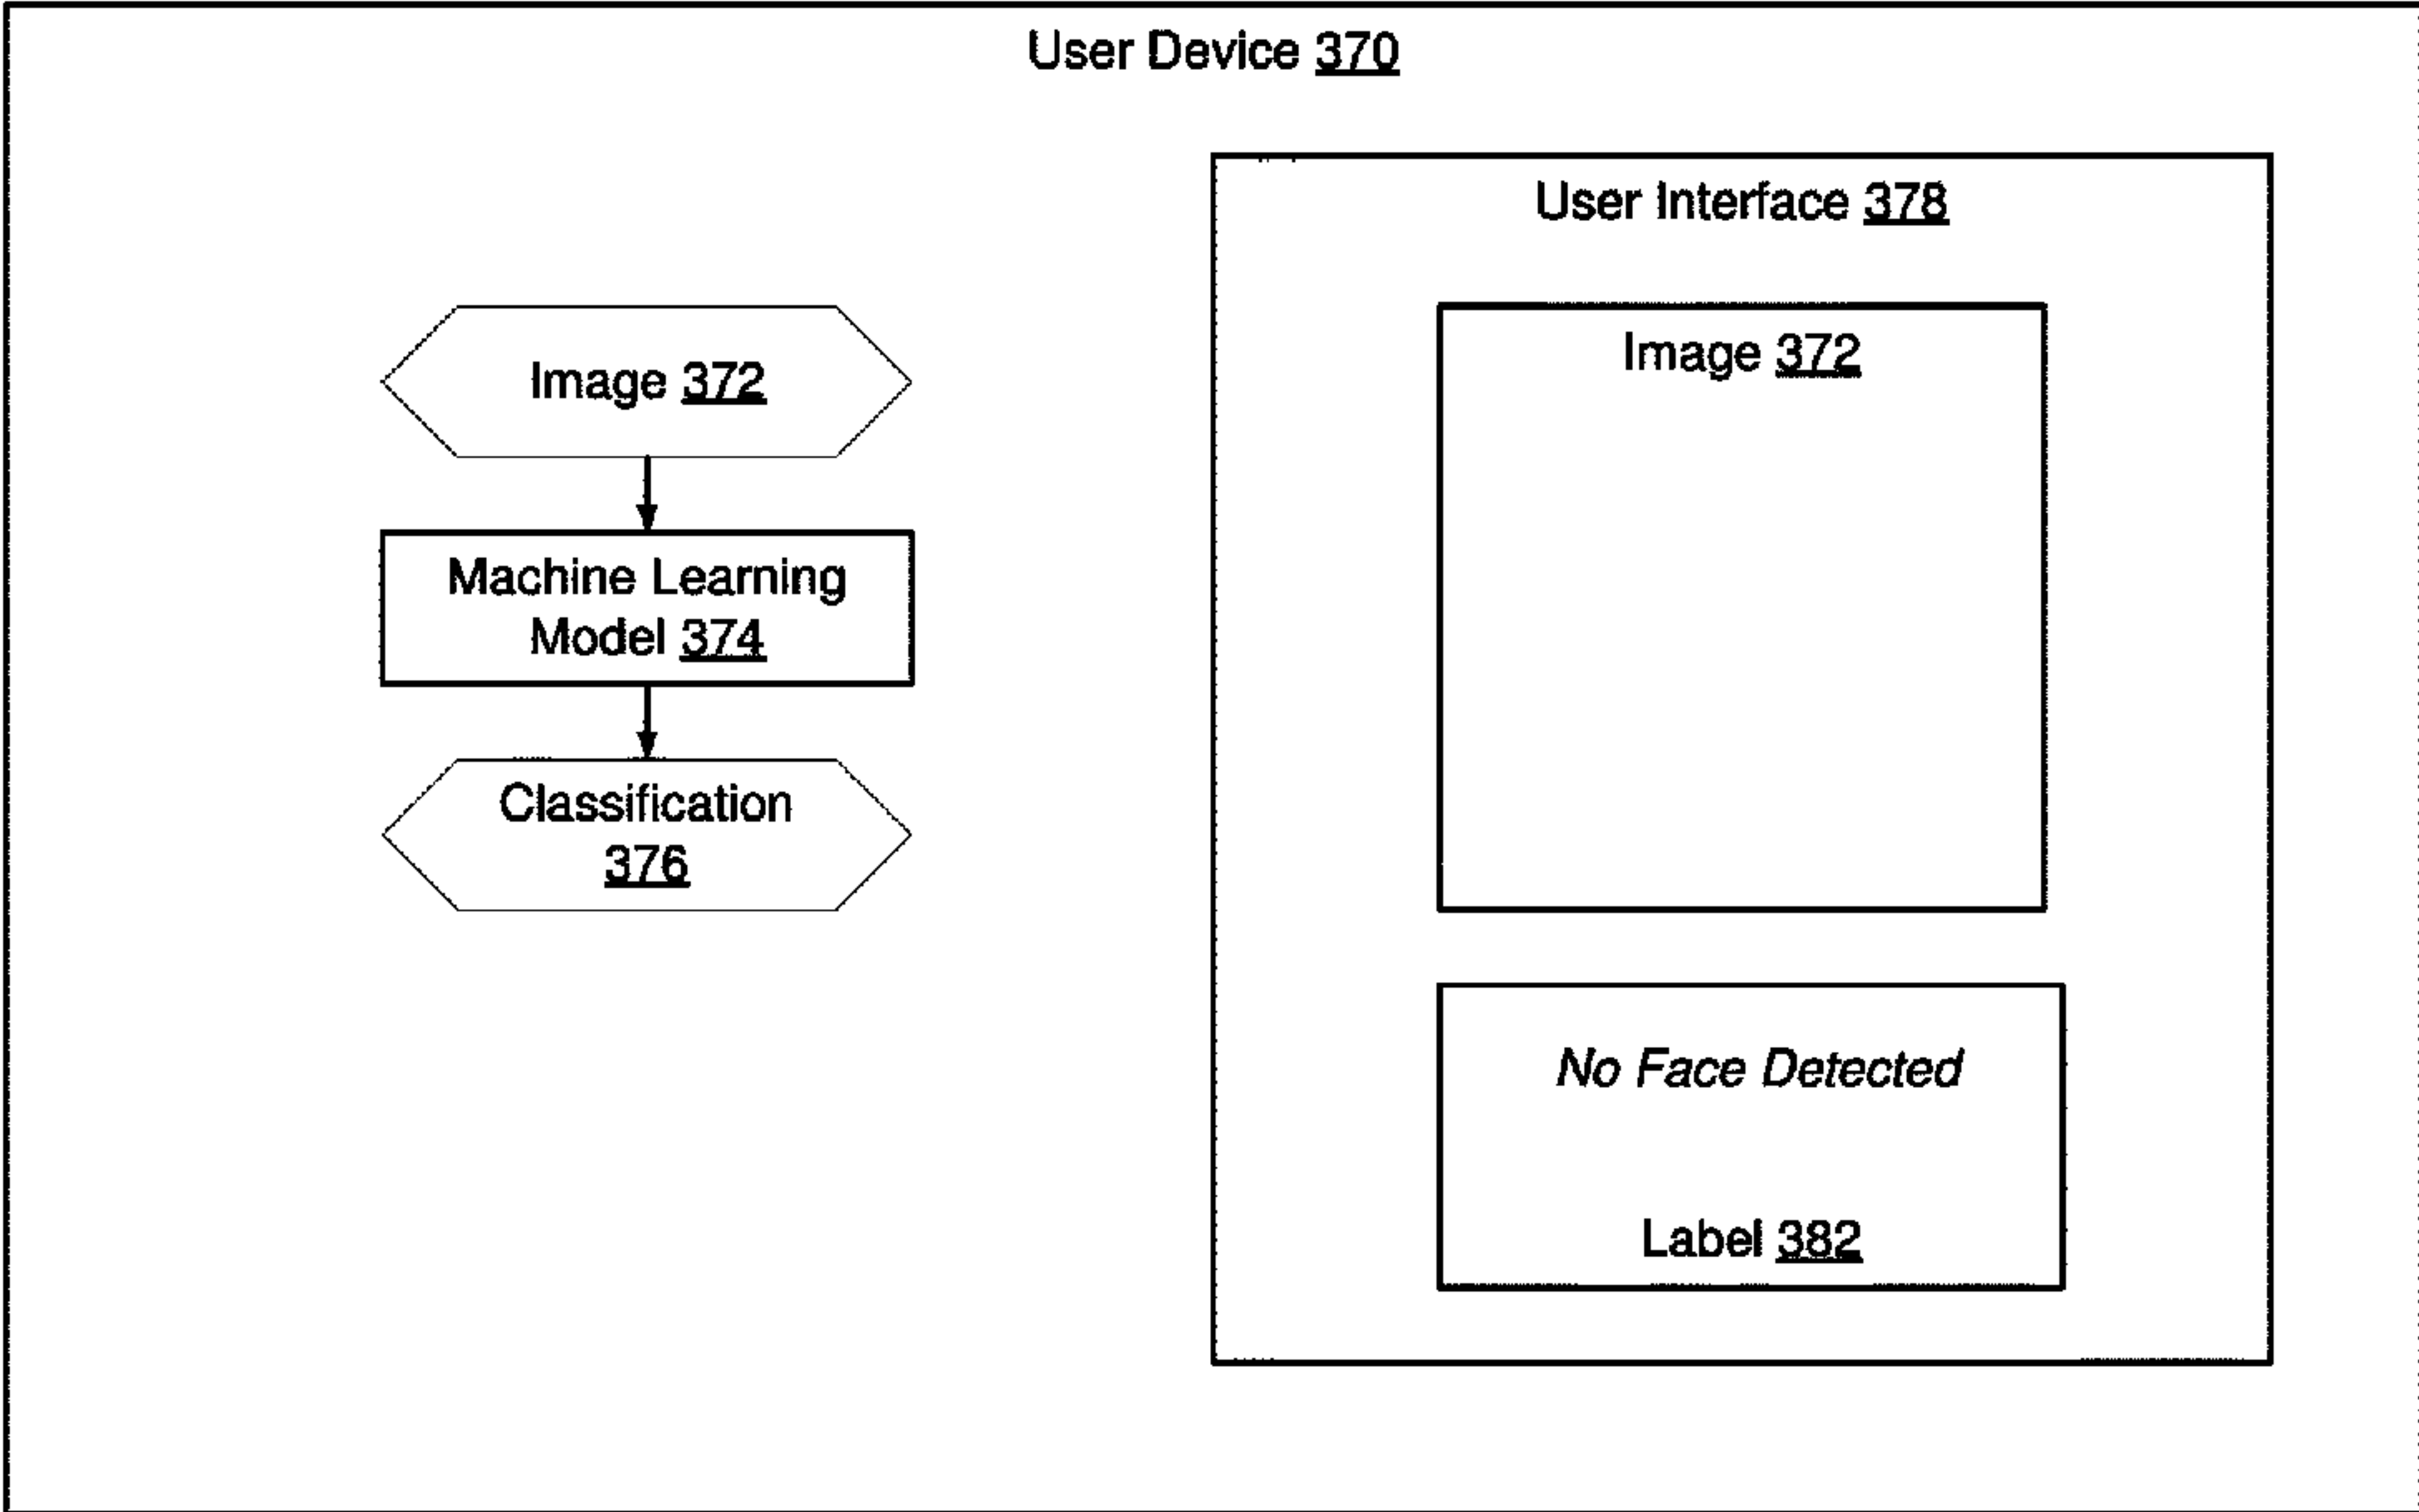 User Device 370
Image 372
Machine Learning
Model 374
Classification
376
User Interface 378
Image 372
No Face Detected
Label 382